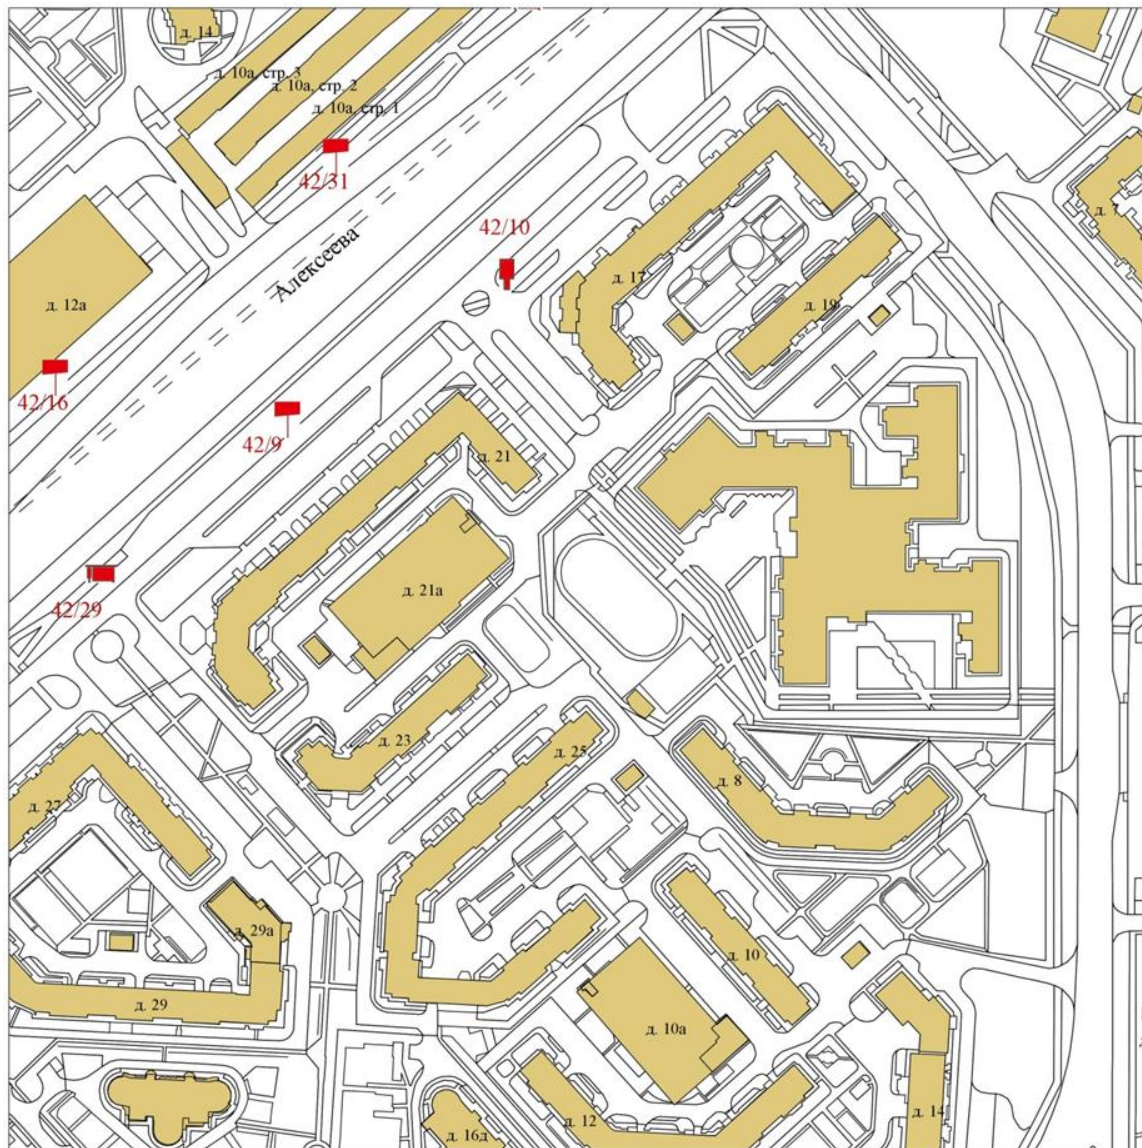 д. 14
д. 10а, стр. 3
д. 10а, стр. 2
д. 10а, стр. 1
42/31
42/10
д. 7
Алексеева
д. 17
д. 12а
д. 19
42/16
42/9
д. 21
д. 21а
42/29
д. 23
д. 25
д. 8
д. 27
д. 29а
д. 10
д. 29
д. 10а
д. 12
д. 14
д. 16д